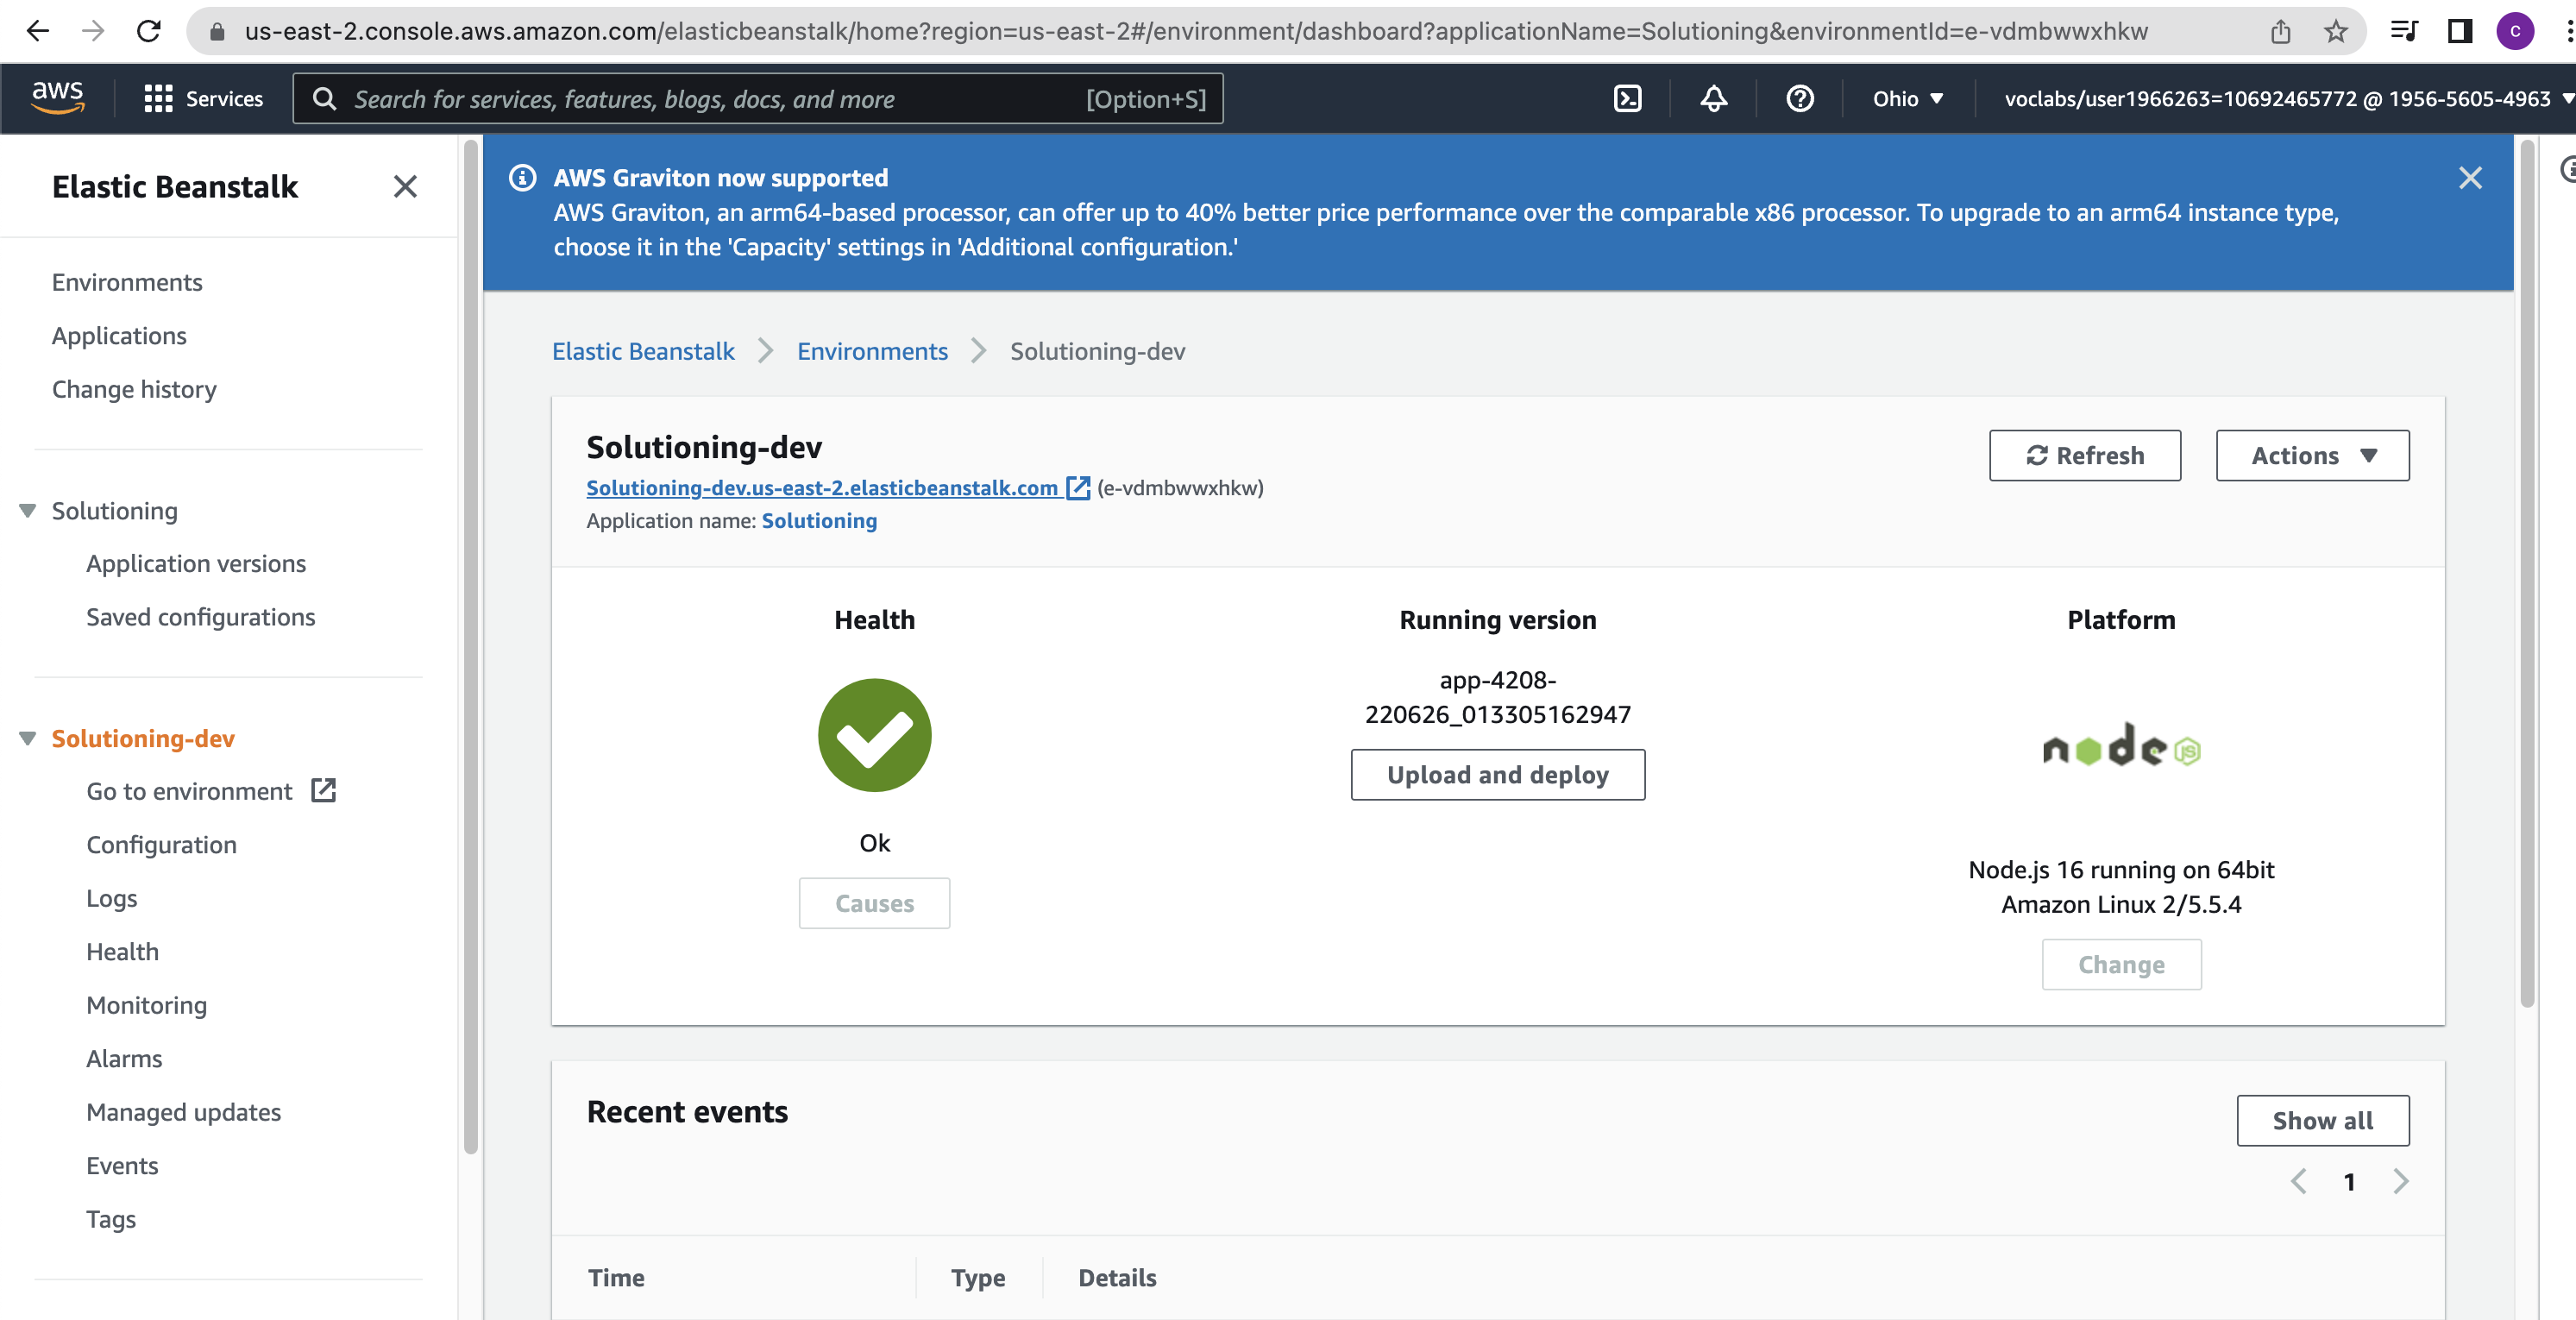 us-east-2.console.aws.amazon.com/elasticbeanstalk/home?region=us-east-2#/environment/dashboard?applicationName=Solutioning&environmentId=e-vdmbwwxhkw
C
aws
Services
Search for services, features, blogs, docs, and more
[Option+S]
Ohio
voclabs/user1966263=10692465772 @ 1956-5605-4963
Elastic Beanstalk
Environments
Applications
Change history
Solutioning
Application versions
Saved configurations
Solutioning-dev
Go to environment
Configuration
Logs
Health
Monitoring
Alarms
Managed updates
Events
Tags
AWS Graviton now supported
AWS Graviton, an arm64-based processor, can offer up to 40% better price performance over the comparable x86 processor. To upgrade to an arm64 instance type,
choose it in the 'Capacity' settings in 'Additional configuration.'
Elastic Beanstalk
Environments
Solutioning-dev
Solutioning-dev
Solutioning-dev.us-east-2.elasticbeanstalk.com (e-vdmbwwxhkw)
Application name: Solutioning
Refresh
Actions
Health
Ok
Causes
Running version
app-4208-
220626_013305162947
Upload and deploy
Platform
node
JS
Node.js 16 running on 64bit
Amazon Linux 2/5.5.4
Change
Recent events
Show all
1
Time
Type
Details